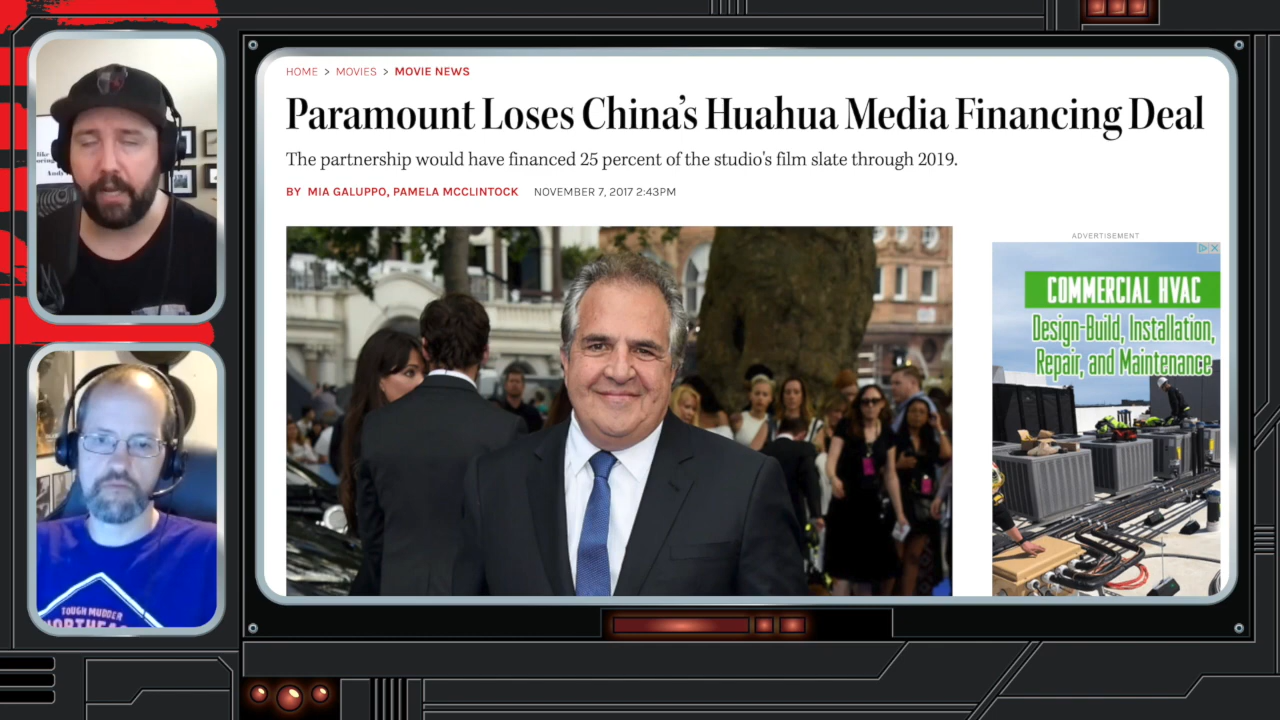 HOME > MOVIES > MOVIE NEWS
Paramount Loses China's Huahua Media Financing Deal
The partnership would have financed 25 percent of the studio's film slate through 2019.
BY MIA GALUPPO, PAMELA MCCLINTOCK NOVEMBER 7, 2017 2:43PM
ADVERTISEMENT
COMMERCIAL HVAC
Design-Build, Installation,
Repair, and Maintenance
TOUGH MUDDER